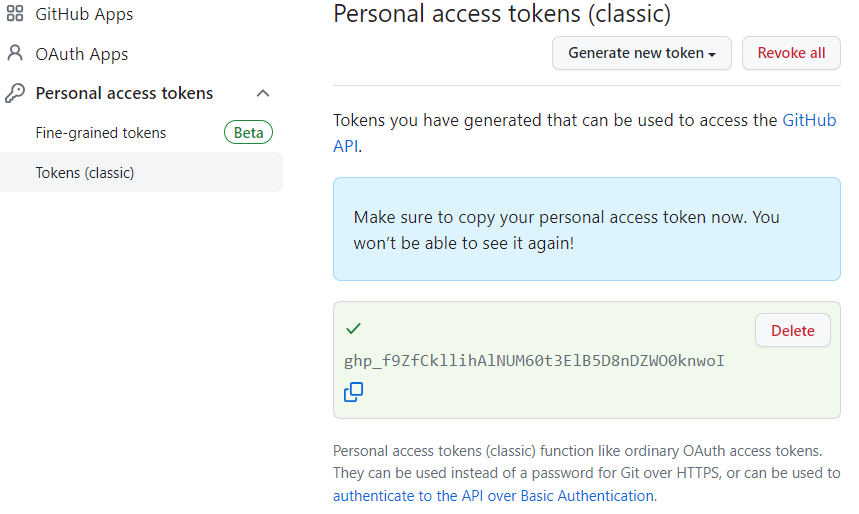 GitHub Apps
OAuth Apps
Personal access tokens
Fine-grained tokens Beta
Tokens (classic)
Personal access tokens (classic)
Generate new token
Revoke all
Tokens you have generated that can be used to access the GitHub
API.
Make sure to copy your personal access token now. You
won't be able to see it again!
Delete
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
Personal access tokens (classic) function like ordinary OAuth access tokens.
They can be used instead of a password for Git over HTTPS, or can be used to
authenticate to the API over Basic Authentication.